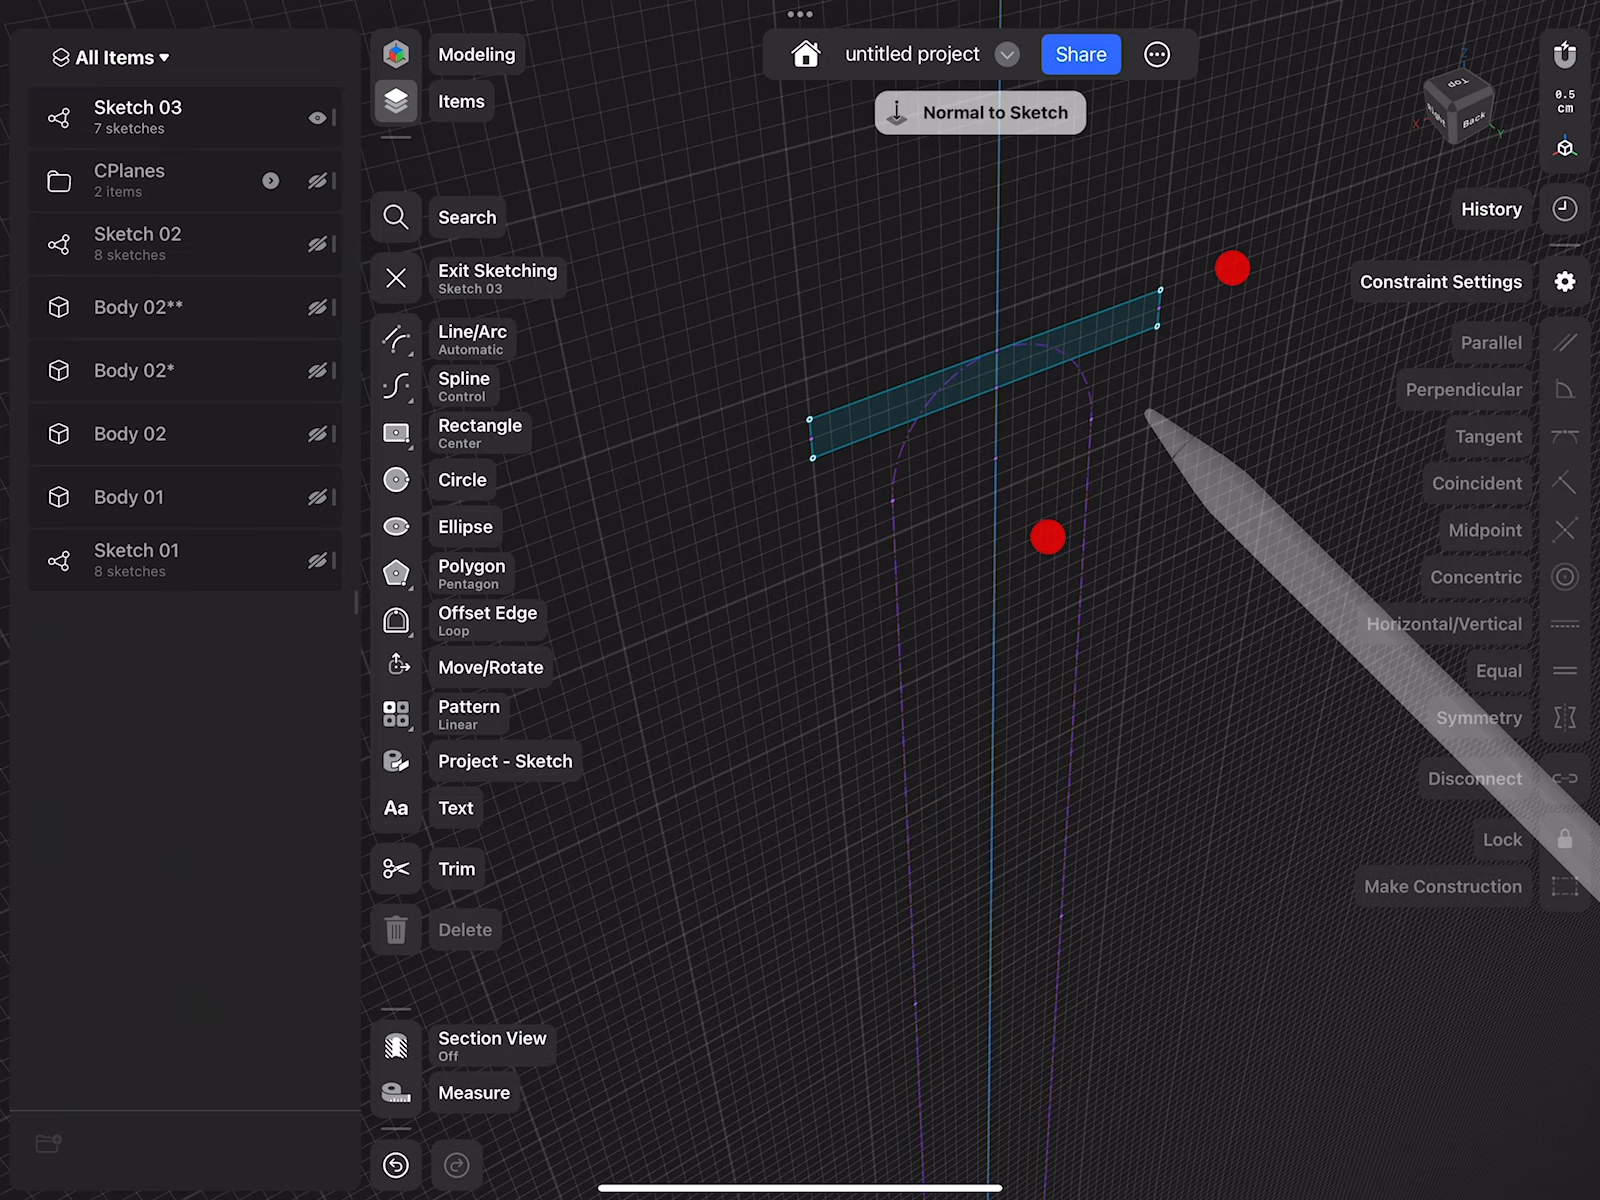 All Items
Sketch 03
7 sketches
CPlanes
2 items
Sketch 02
8 sketches
Body 02**
Body 02*
Body 02
Body 01
Sketch 01
8 sketches
Modeling
Items
Search
Exit Sketching
Sketch 03
Line/Arc
Automatic
Spline
Control
Rectangle
Center
Circle
Ellipse
Polygon
Pentagon
Offset Edge
Loop
Move/Rotate
Pattern
Linear
Project - Sketch
Aa
Text
Trim
Delete
Section View
Off
Measure
untitled project
Share
Normal to Sketch
Z
Top
Right
Back
X
Y
0.5
cm
History
Constraint Settings
Parallel
Perpendicular
Tangent
Coincident
Midpoint
Concentric
Horizontal/Vertical
Equal
Symmetry
Disconnect
Lock
Make Construction